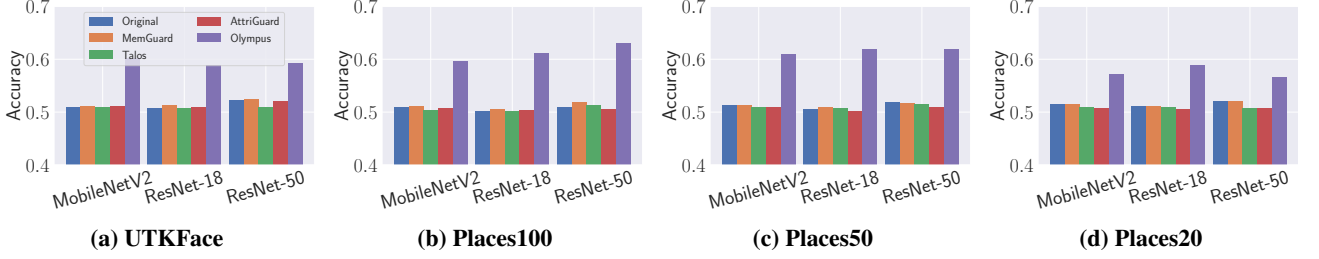 0.7
0.6
0.5
0.4
Accuracy
Original
MemGuard
Talos
AttriGuard
Olympus
MobileNetV2
ResNet-18
ResNet-50
(a) UTKFace
0.7
0.6
0.5
0.4
Accuracy
MobileNetV2
ResNet-18
ResNet-50
(b) Places100
0.7
0.6
0.5
0.4
Accuracy
MobileNetV2
ResNet-18
ResNet-50
(c) Places50
0.7
0.6
0.5
0.4
Accuracy
MobileNetV2
ResNet-18
ResNet-50
(d) Places20